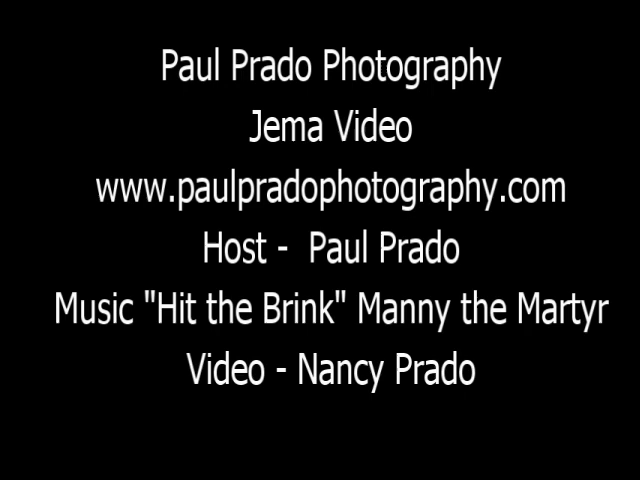 Paul Prado Photography
Jema Video
www.paulpradophotography.com
Host -  Paul Prado
Music "Hit the Brink" Manny the Martyr
Video - Nancy Prado